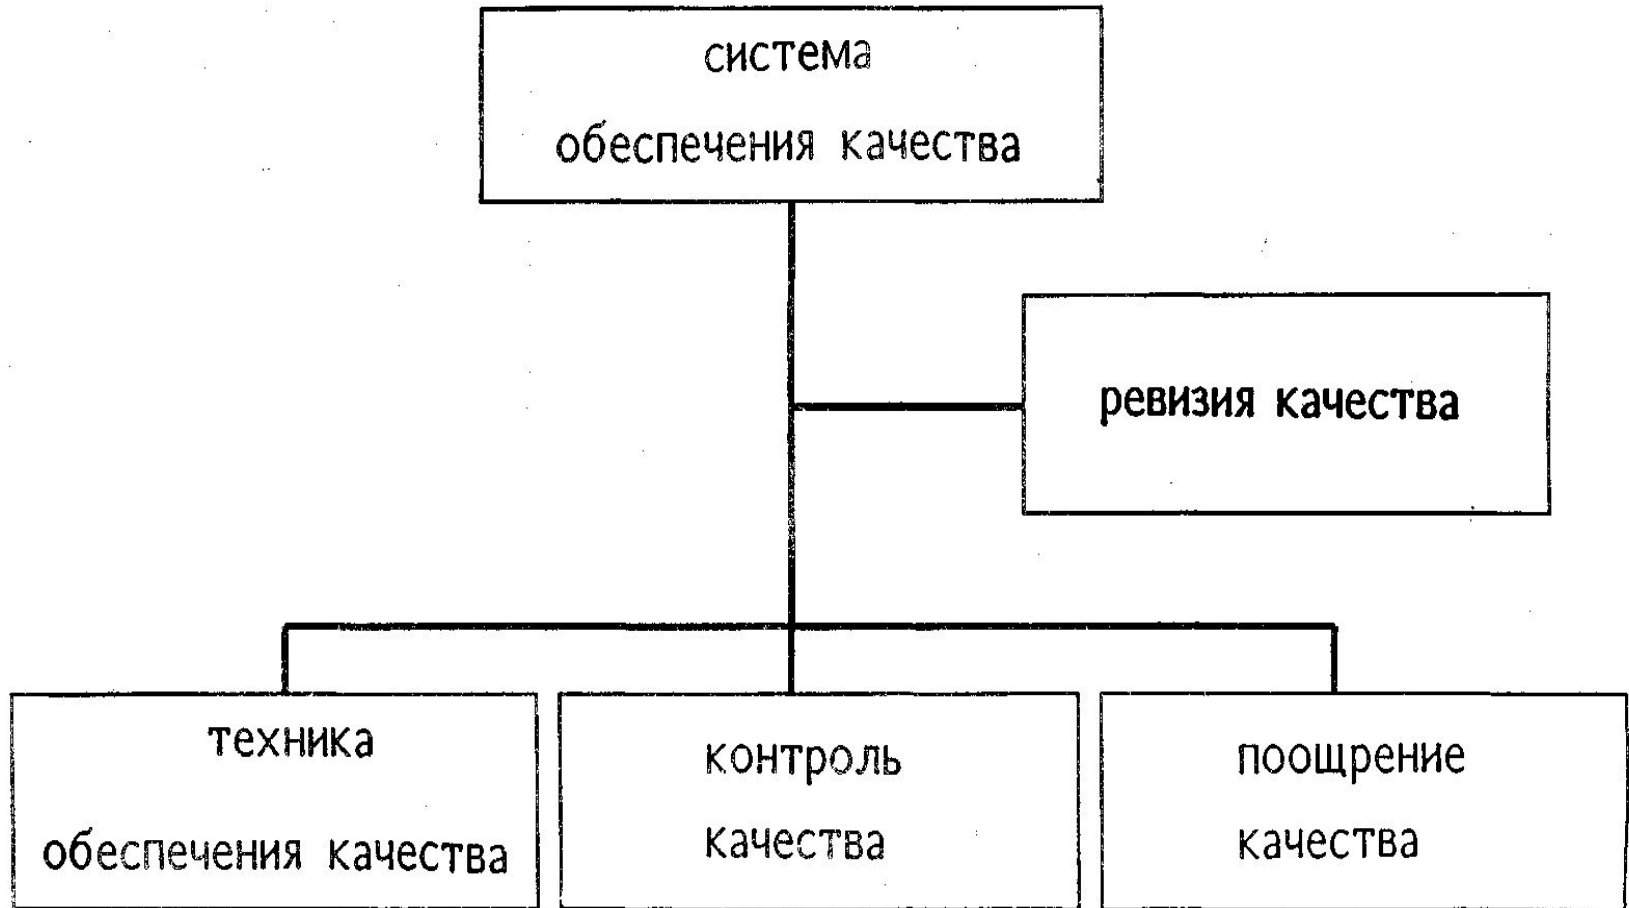 система
обеспечения качества
ревизия качества
техника
обеспечения качества
контроль
качества
поощрение
качества